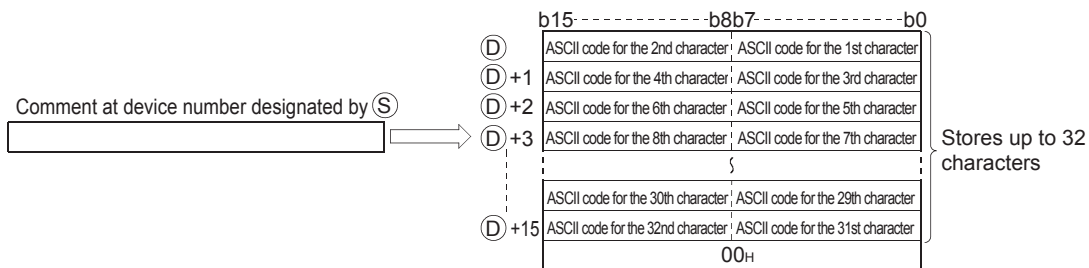 b15 b8b7 b0
Ⓓ ASCII code for the 2nd character ASCII code for the 1st character
Ⓓ +1 ASCII code for the 4th character ASCII code for the 3rd character
Comment at device number designated by Ⓢ
Ⓓ +2 ASCII code for the 6th character ASCII code for the 5th character
Ⓓ +3 ASCII code for the 8th character ASCII code for the 7th character
Stores up to 32
characters
ASCII code for the 30th character ASCII code for the 29th character
Ⓓ +15 ASCII code for the 32nd character ASCII code for the 31st character
00H